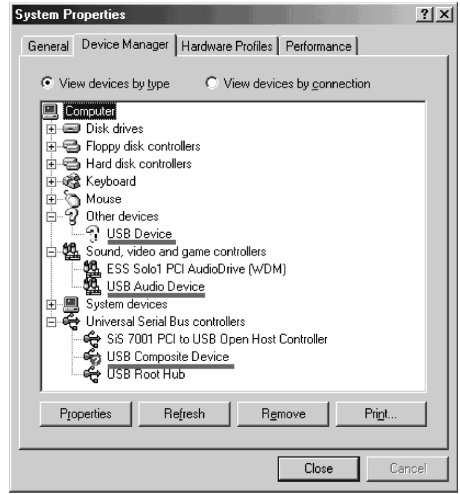 System Properties
General Device Manager Hardware Profiles Performance
View devices by type View devices by connection
Computer
Disk drives
Floppy disk controllers
Hard disk controllers
Keyboard
Mouse
Other devices
USB Device
Sound, video and game controllers
ESS Solo1 PCI AudioDrive (WDM)
USB Audio Device
System devices
Universal Serial Bus controllers
SiS 7001 PCI to USB Open Host Controller
USB Composite Device
USB Root Hub
Properties Refresh Remove Print...
Close Cancel